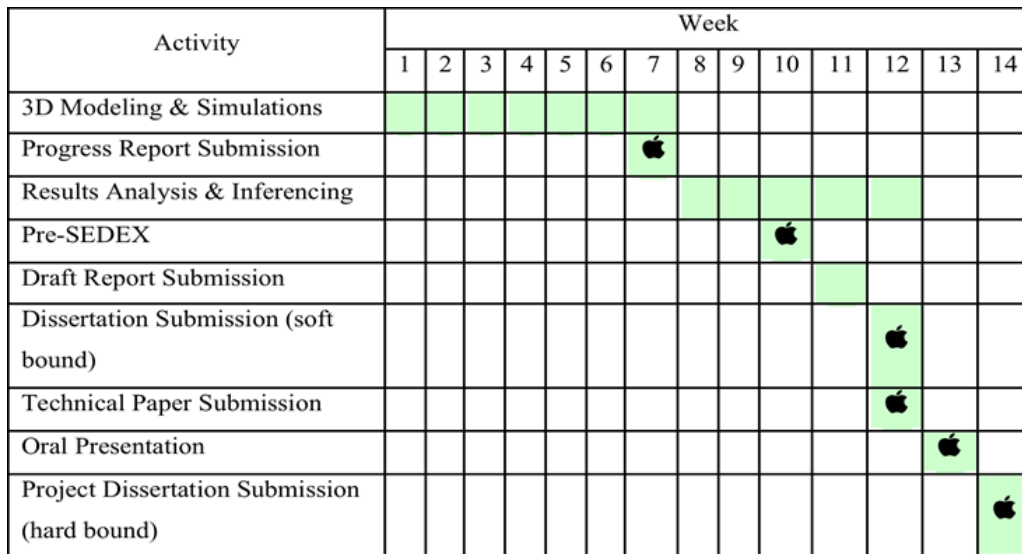 Activity
Week
1 2 3 4 5 6 7 8 9 10 11 12 13 14
3D Modeling & Simulations
Progress Report Submission
Results Analysis & Inferencing
Pre-SEDEX
Draft Report Submission
Dissertation Submission (soft
bound)
Technical Paper Submission
Oral Presentation
Project Dissertation Submission
(hard bound)